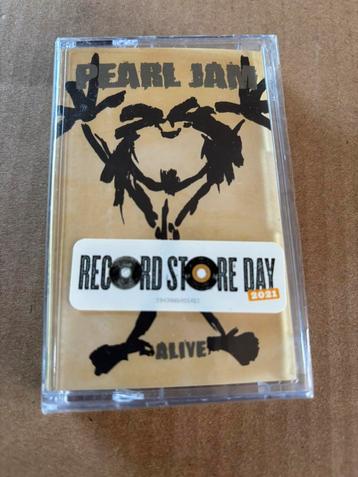 PEARL JAM
RECORD STORE DAY
2021
ALIVE